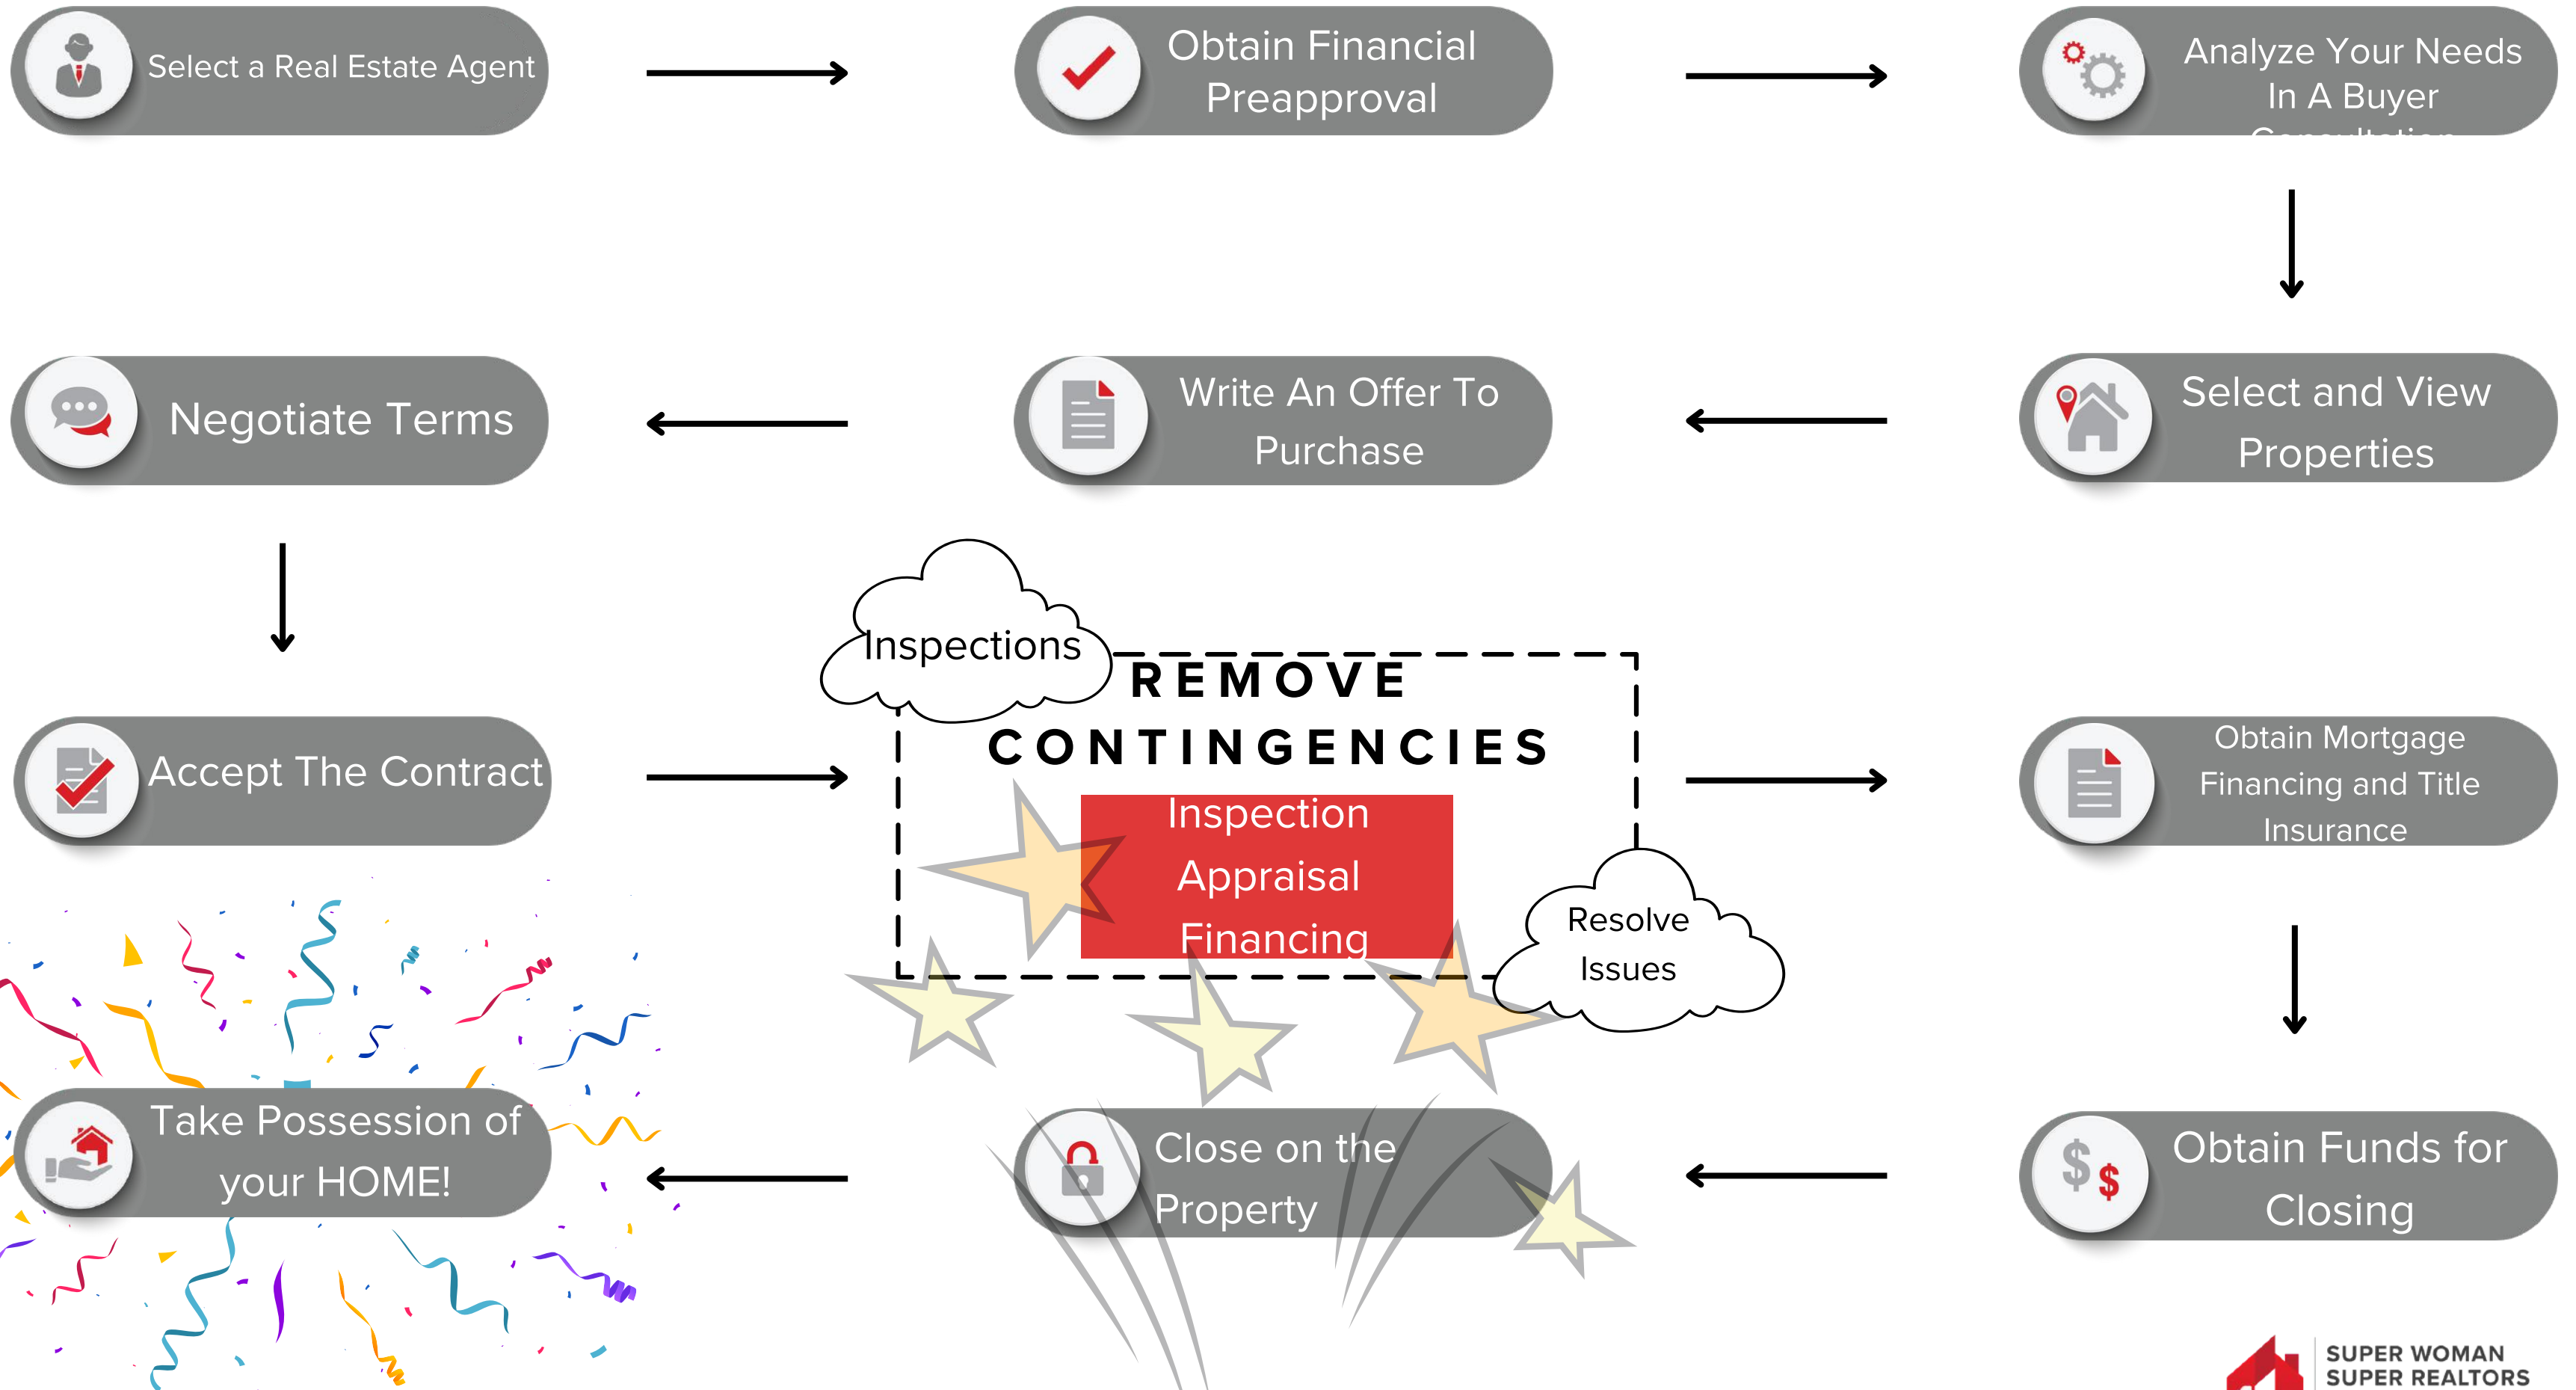 Select a Real Estate Agent
Obtain Financial
Preapproval
Analyze Your Needs
In A Buyer
Consultation
Select and View
Properties
Write An Offer To
Purchase
Negotiate Terms
Accept The Contract
Inspections
REMOVE
CONTINGENCIES
Inspection
Appraisal
Financing
Resolve
Issues
Obtain Mortgage
Financing and Title
Insurance
Obtain Funds for
Closing
Close on the
Property
Take Possession of
your HOME!
SUPER WOMAN
SUPER REALTORS